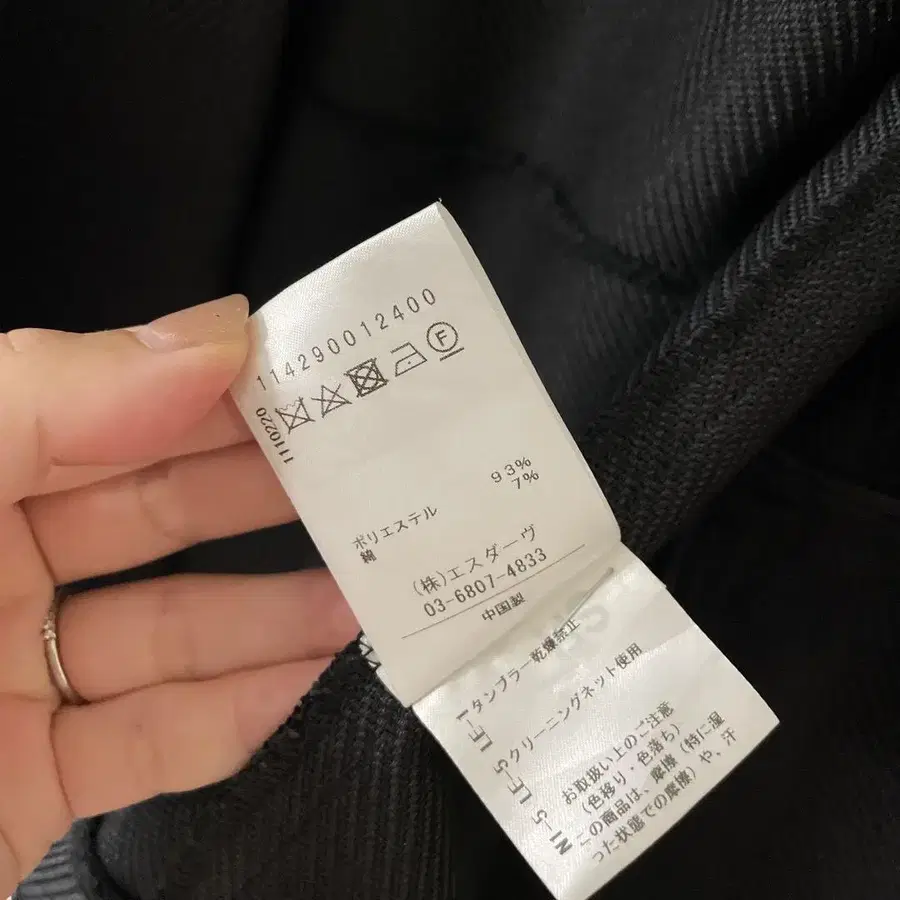 114290012400
1110220
F
93%
7%
ポリエステル
綿
(株)エスダーヴ
03-6807-4833
中国製
LE-1タンブラー乾燥禁止
LE-5クリーニングネット使用
NI-5 お取扱い上のご注意
(色移り・色落ち)
この商品は、摩擦(特に湿
った状態での摩擦)や、汗